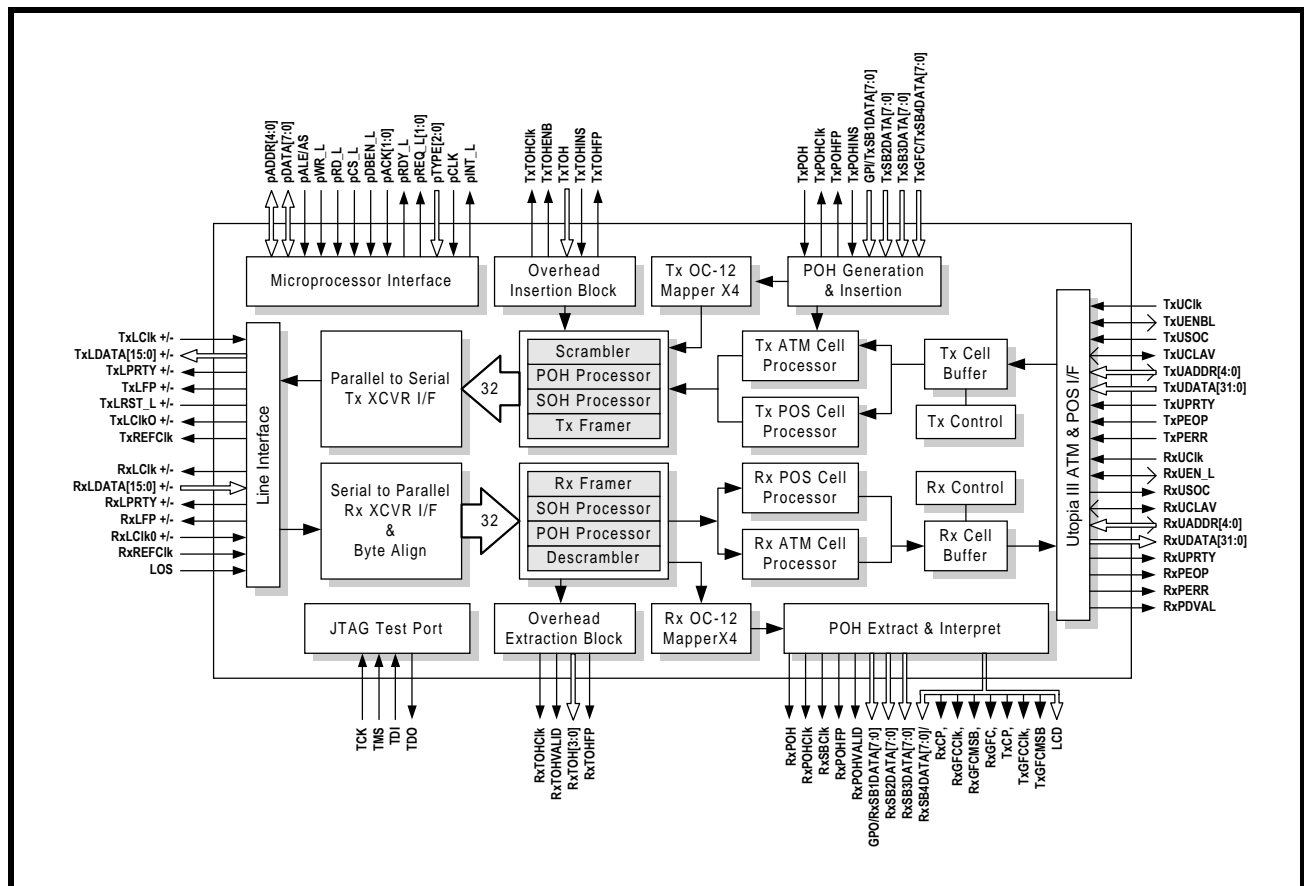 pADDR[4:0]
pDATA[7:0]
pALE/AS
pWR_L
pRD_L
pCS_L
pDBEN_L
pACK[1:0]
pRDY_L
pREQ_L[1:0]
pTYPE[2:0]
pCLK
pINT_L
TxTOHClk
TxTOHENB
TxTOH
TxTOHINS
TxTOHFP
TxPOH
TxPOHClk
TxPOHFP
TxPOHINS
GPI/TxSB1DATA[7:0]
TxSB2DATA[7:0]
TxSB3DATA[7:0]
TxGFC/TxSB4DATA[7:0]
Microprocessor Interface
Overhead
Insertion Block
Tx OC-12
Mapper X4
POH Generation
& Insertion
TxLClk +/-
TxLDATA[15:0] +/-
TxLPRTY +/-
TxLFP +/-
TxLRST_L +/-
TxLClkO +/-
TxREFClk
RxLClk +/-
RxLDATA[15:0] +/-
RxLPRTY +/-
RxLFP +/-
RxLClk0 +/-
RxREFClk
LOS
Line Interface
Parallel to Serial
Tx XCVR I/F
32
Scrambler
POH Processor
SOH Processor
Tx Framer
Tx ATM Cell
Processor
Tx POS Cell
Processor
Tx Cell
Buffer
Tx Control
Serial to Parallel
Rx XCVR I/F
&
Byte Align
32
Rx Framer
SOH Processor
POH Processor
Descrambler
Rx POS Cell
Processor
Rx ATM Cell
Processor
Rx Control
Rx Cell
Buffer
Utopia III ATM & POS I/F
TxUClk
TxUENBL
TxUSOC
TxUCLAV
TxUADDR[4:0]
TxUDATA[31:0]
TxUPRTY
TxPEOP
TxPERR
RxUClk
RxUEN_L
RxUSOC
RxUCLAV
RxUADDR[4:0]
RxUDATA[31:0]
RxUPRTY
RxPEOP
RxPERR
RxPDVAL
JTAG Test Port
Overhead
Extraction Block
Rx OC-12
MapperX4
POH Extract & Interpret
TCK
TMS
TDI
TDO
RxTOHClk
RxTOHVALID
RxTOH[3:0]
RxTOHFP
RxPOH
RxPOHClk
RxSBClk
RxPOHFP
RxPOHVALID
GPO/RxSB1DATA[7:0]
RxSB2DATA[7:0]
RxSB3DATA[7:0]
RxSB4DATA[7:0]/
RxCP,
RxGFCClk,
RxGFCMSB,
RxGFC,
TxCP,
TxGFCClk,
TxGFCMSB
LCD